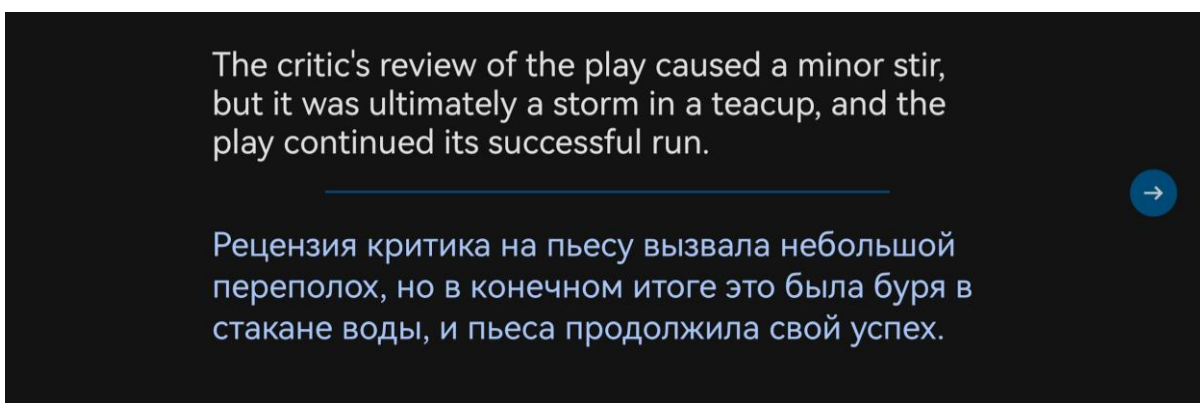 The critic's review of the play caused a minor stir,
but it was ultimately a storm in a teacup, and the
play continued its successful run.
Рецензия критика на пьесу вызвала небольшой
переполох, но в конечном итоге это была буря в
стакане воды, и пьеса продолжила свой успех.